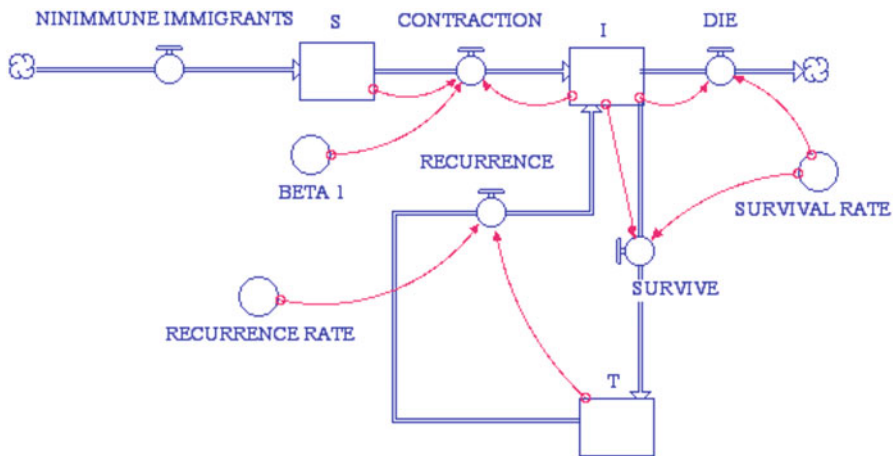 NINIMMUNE IMMIGRANTS
S
CONTRACTION
I
DIE
BETA 1
RECURRENCE
SURVIVAL RATE
RECURRENCE RATE
SURVIVE
T